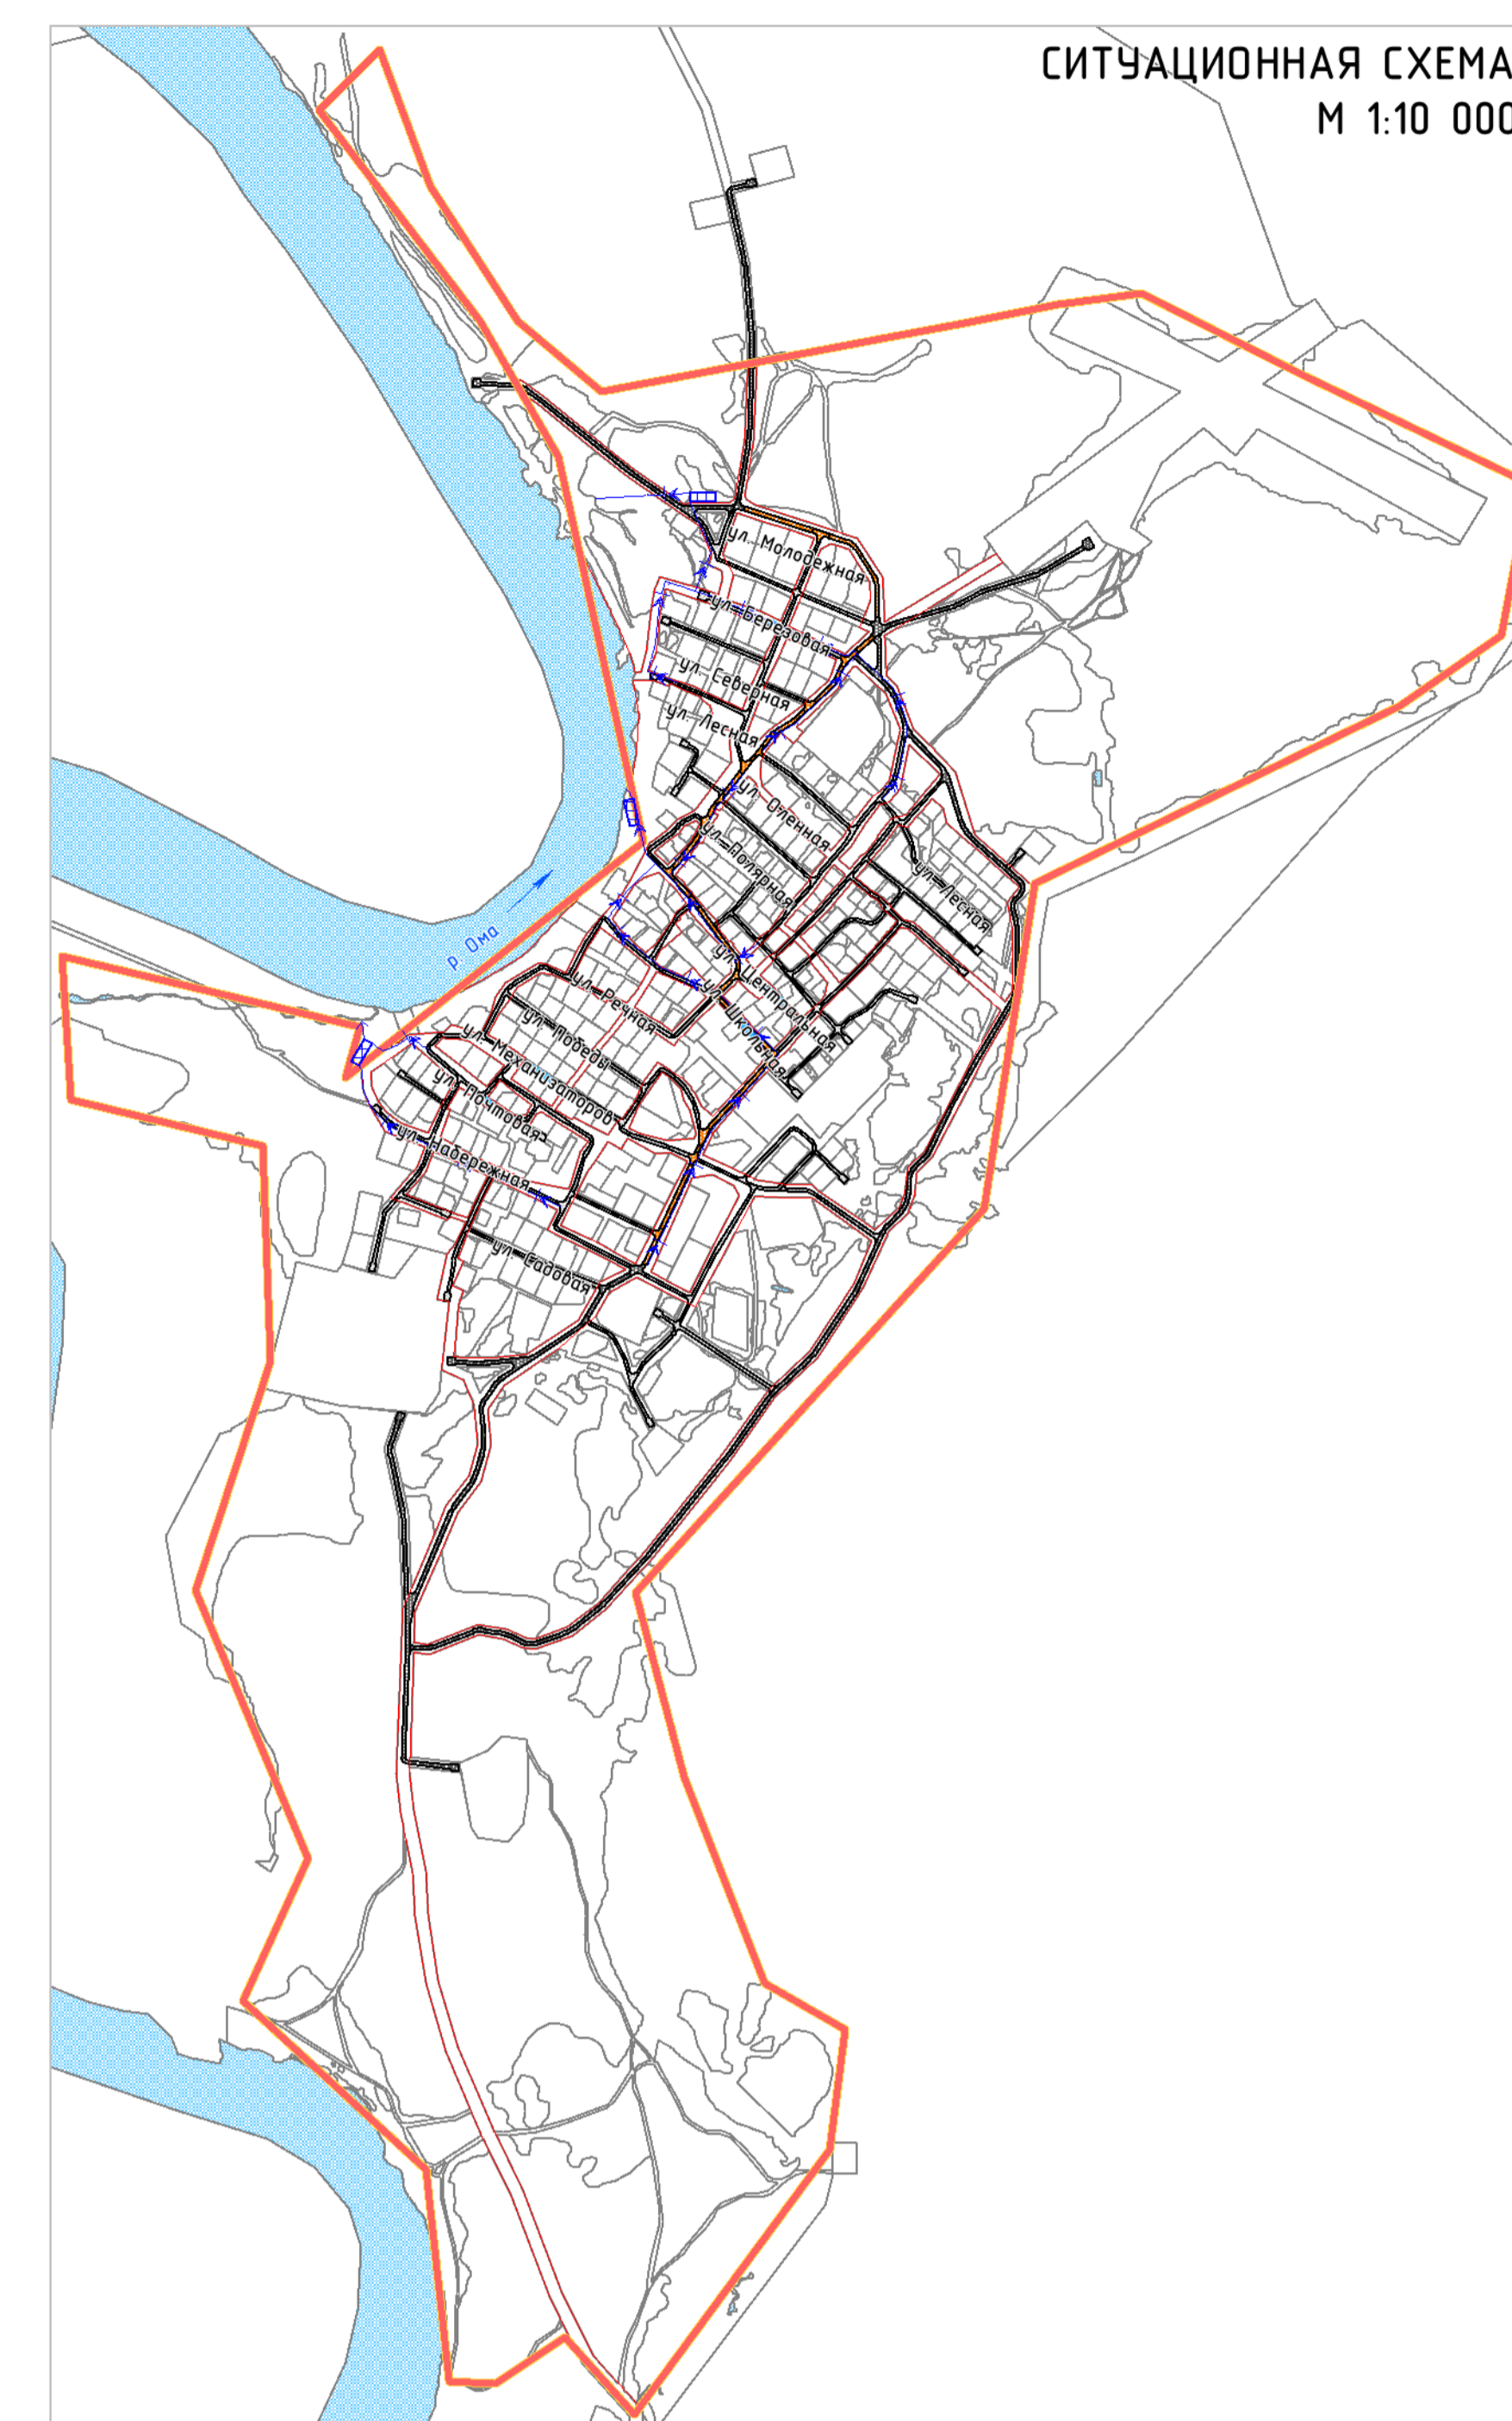 СИТУАЦИОННАЯ СХЕМА
М 1:10 000
ул. Молодежная
ул. Березовая
ул. Северная
ул. Лесная
ул. Оленная
ул. Полярная
ул. Лесная
р. Ома
ул. Центральная
ул. Школьная
ул. Речная
ул. Победы
ул. Механизаторов
ул. Почтовая
ул. Набережная
ул. Садовая